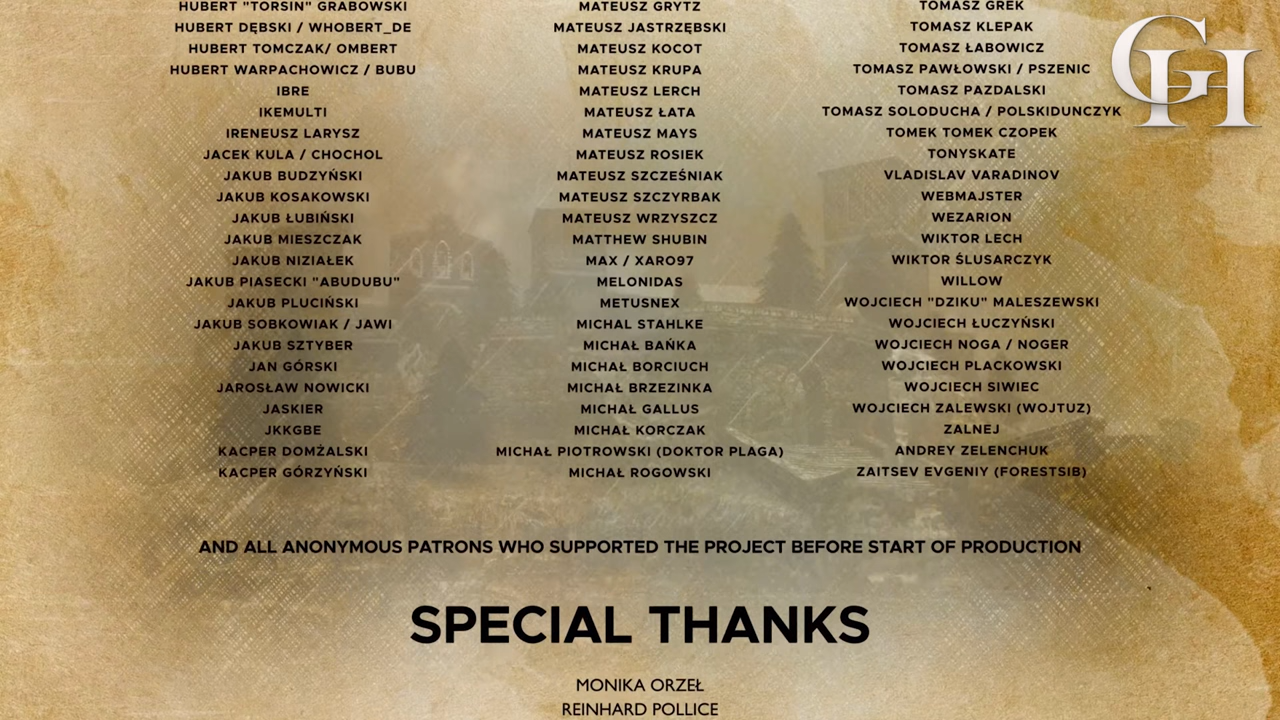 HUBERT "TORSIN" GRABOWSKI
HUBERT DĘBSKI / WHOBERT_DE
HUBERT TOMCZAK/ OMBERT
HUBERT WARPACHOWICZ / BUBU
IBRE
IKEMULTI
IRENEUSZ LARYSZ
JACEK KULA / CHOCHOL
JAKUB BUDZYŃSKI
JAKUB KOSAKOWSKI
JAKUB ŁUBIŃSKI
JAKUB MIESZCZAK
JAKUB NIZIAŁEK
JAKUB PIASECKI "ABUDUBU"
JAKUB PLUCIŃSKI
JAKUB SOBKOWIAK / JAWI
JAKUB SZTYBER
JAN GÓRSKI
JAROSŁAW NOWICKI
JASKIER
JKKGBE
KACPER DOMŻALSKI
KACPER GÓRZYŃSKI
MATEUSZ GRYTZ
MATEUSZ JASTRZĘBSKI
MATEUSZ KOCOT
MATEUSZ KRUPA
MATEUSZ LERCH
MATEUSZ ŁATA
MATEUSZ MAYS
MATEUSZ ROSIEK
MATEUSZ SZCZEŚNIAK
MATEUSZ SZCZYRBAK
MATEUSZ WRZYSZCZ
MATTHEW SHUBIN
MAX / XARO97
MELONIDAS
METUSNEX
MICHAL STAHLKE
MICHAŁ BAŃKA
MICHAŁ BORCIUCH
MICHAŁ BRZEZINKA
MICHAŁ GALLUS
MICHAŁ KORCZAK
MICHAŁ PIOTROWSKI (DOKTOR PLAGA)
MICHAŁ ROGOWSKI
TOMASZ GREK
TOMASZ KLEPAK
TOMASZ ŁABOWICZ
TOMASZ PAWŁOWSKI / PSZENIC
TOMASZ PAZDALSKI
TOMASZ SOLODUCHA / POLSKIDUNCZYK
TOMEK TOMEK CZOPEK
TONYSKATE
VLADISLAV VARADINOV
WEBMAJSTER
WEZARION
WIKTOR LECH
WIKTOR ŚLUSARCZYK
WILLOW
WOJCIECH "DZIKU" MALESZEWSKI
WOJCIECH ŁUCZYŃSKI
WOJCIECH NOGA / NOGER
WOJCIECH PLACKOWSKI
WOJCIECH SIWIEC
WOJCIECH ZALEWSKI (WOJTUZ)
ZALNEJ
ANDREY ZELENCHUK
ZAITSEV EVGENIY (FORESTSIB)
GH
AND ALL ANONYMOUS PATRONS WHO SUPPORTED THE PROJECT BEFORE START OF PRODUCTION
SPECIAL THANKS
MONIKA ORZEŁ
REINHARD POLLICE